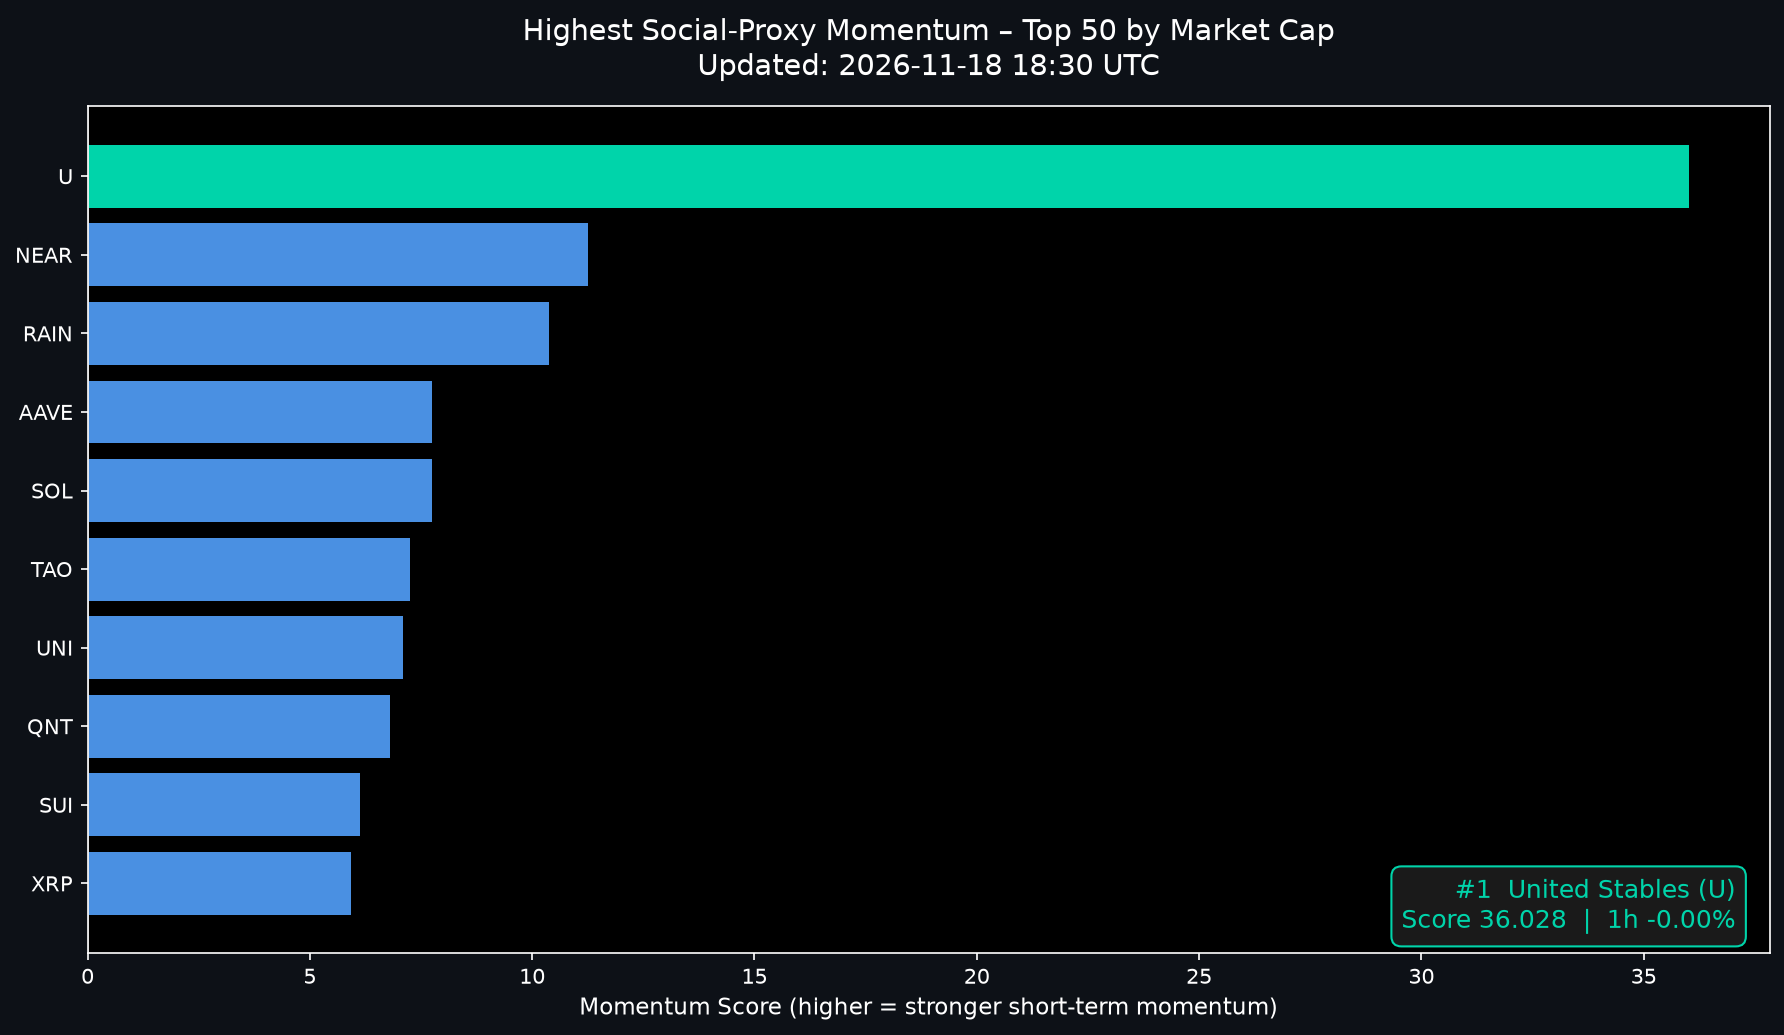 Highest Social-Proxy Momentum – Top 50 by Market Cap
Updated: 2026-11-18 18:30 UTC
U
NEAR
RAIN
AAVE
SOL
TAO
UNI
QNT
SUI
XRP
#1 United Stables (U)
Score 36.028 | 1h -0.00%
0 5 10 15 20 25 30 35
Momentum Score (higher = stronger short-term momentum)